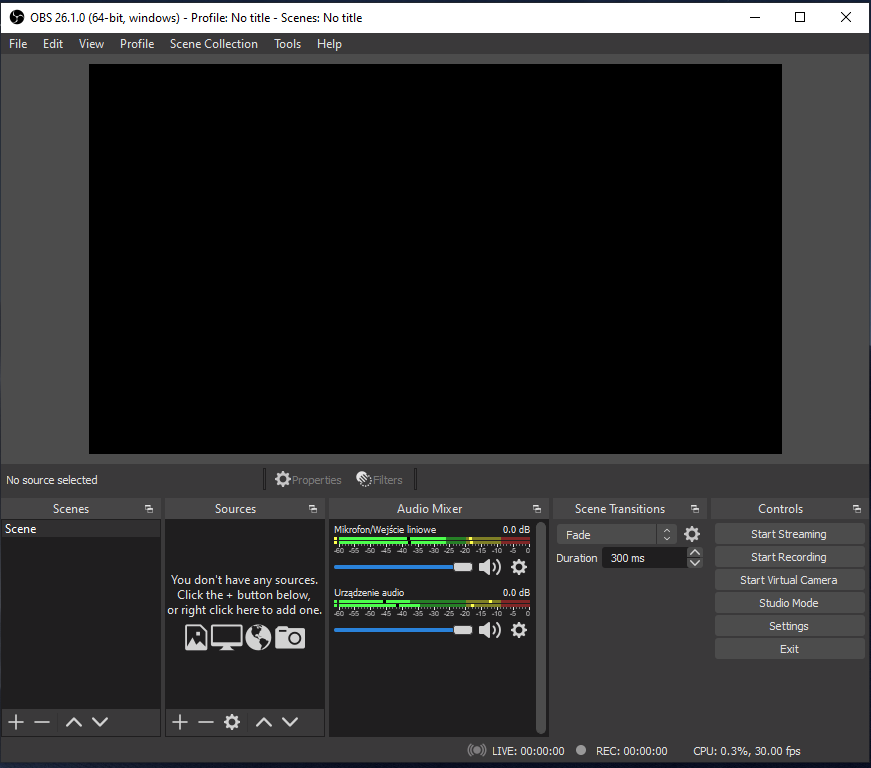 OBS 26.1.0 (64-bit, windows) - Profile: No title - Scenes: No title
File Edit View Profile Scene Collection Tools Help
No source selected
Properties Filters
Scenes
Scene
Sources
You don't have any sources.
Click the + button below,
or right click here to add one.
Audio Mixer
Mikrofon/Wejście liniowe 0.0 dB
-60 -55 -50 -45 -40 -35 -30 -25 -20 -15 -10 -5 0
Urządzenie audio 0.0 dB
-60 -55 -50 -45 -40 -35 -30 -25 -20 -15 -10 -5 0
Scene Transitions
Fade
Duration 300 ms
Controls
Start Streaming
Start Recording
Start Virtual Camera
Studio Mode
Settings
Exit
LIVE: 00:00:00 REC: 00:00:00 CPU: 0.3%, 30.00 fps